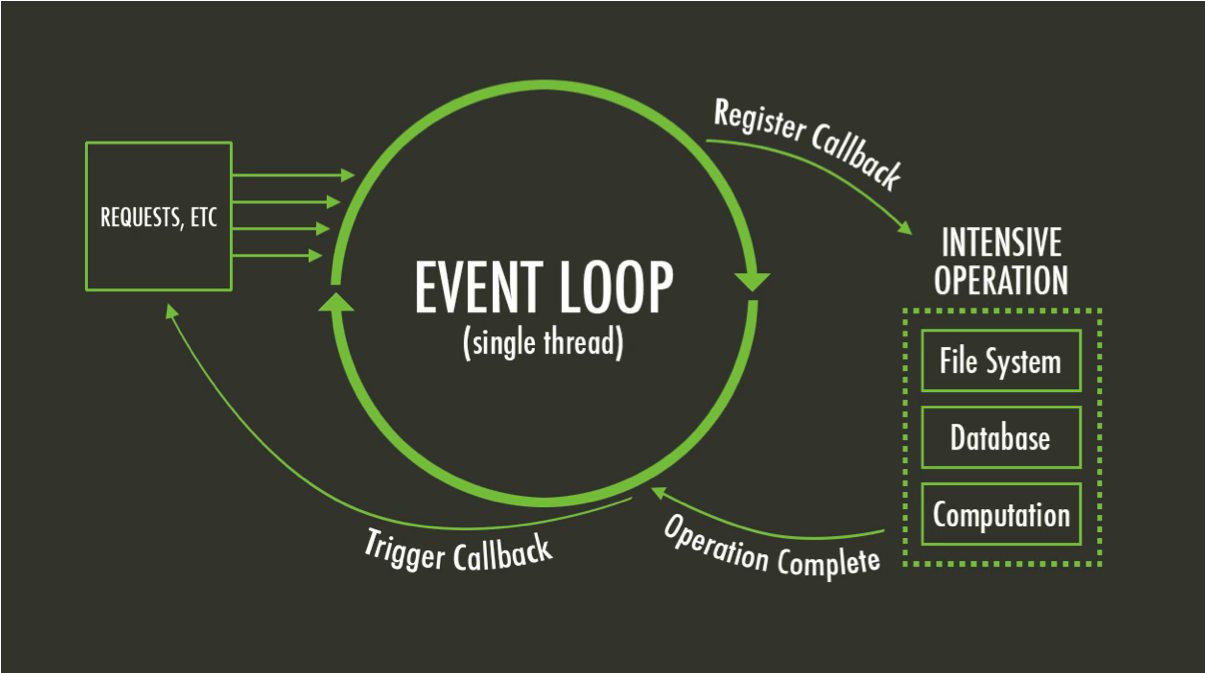 REQUESTS, ETC
EVENT LOOP
(single thread)
Register Callback
INTENSIVE
OPERATION
File System
Database
Computation
Operation Complete
Trigger Callback